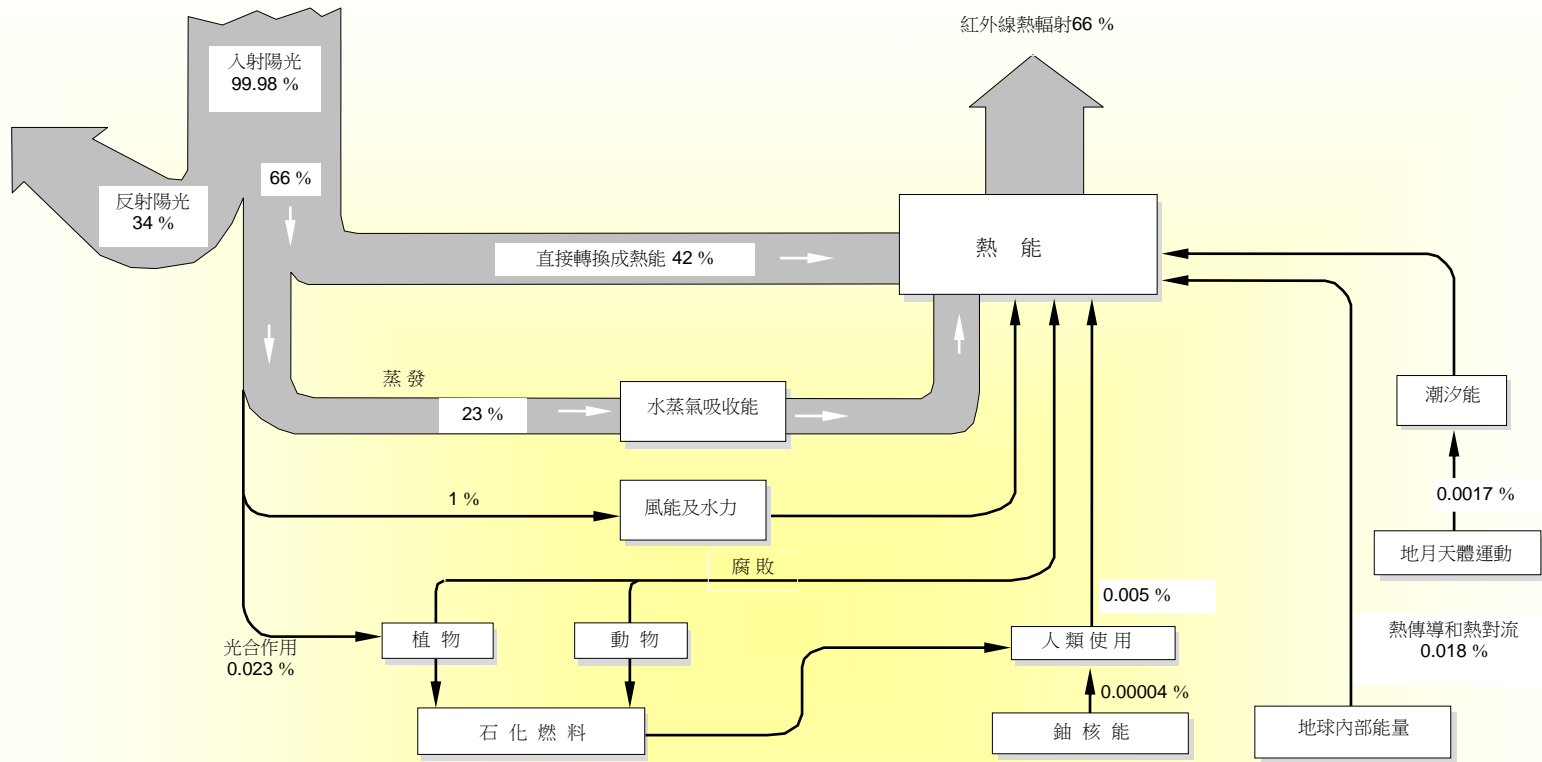 入射陽光
99.98 %
紅外線熱輻射66 %
66 %
反射陽光
34 %
直接轉換成熱能 42 %
熱 能
蒸 發
23 %
水蒸氣吸收能
潮汐能
1 %
風能及水力
0.0017 %
地月天體運動
腐 敗
0.005 %
植 物
動 物
人 類 使 用
光合作用
0.023 %
熱傳導和熱對流
0.018 %
0.00004 %
石 化 燃 料
鈾 核 能
地球內部能量